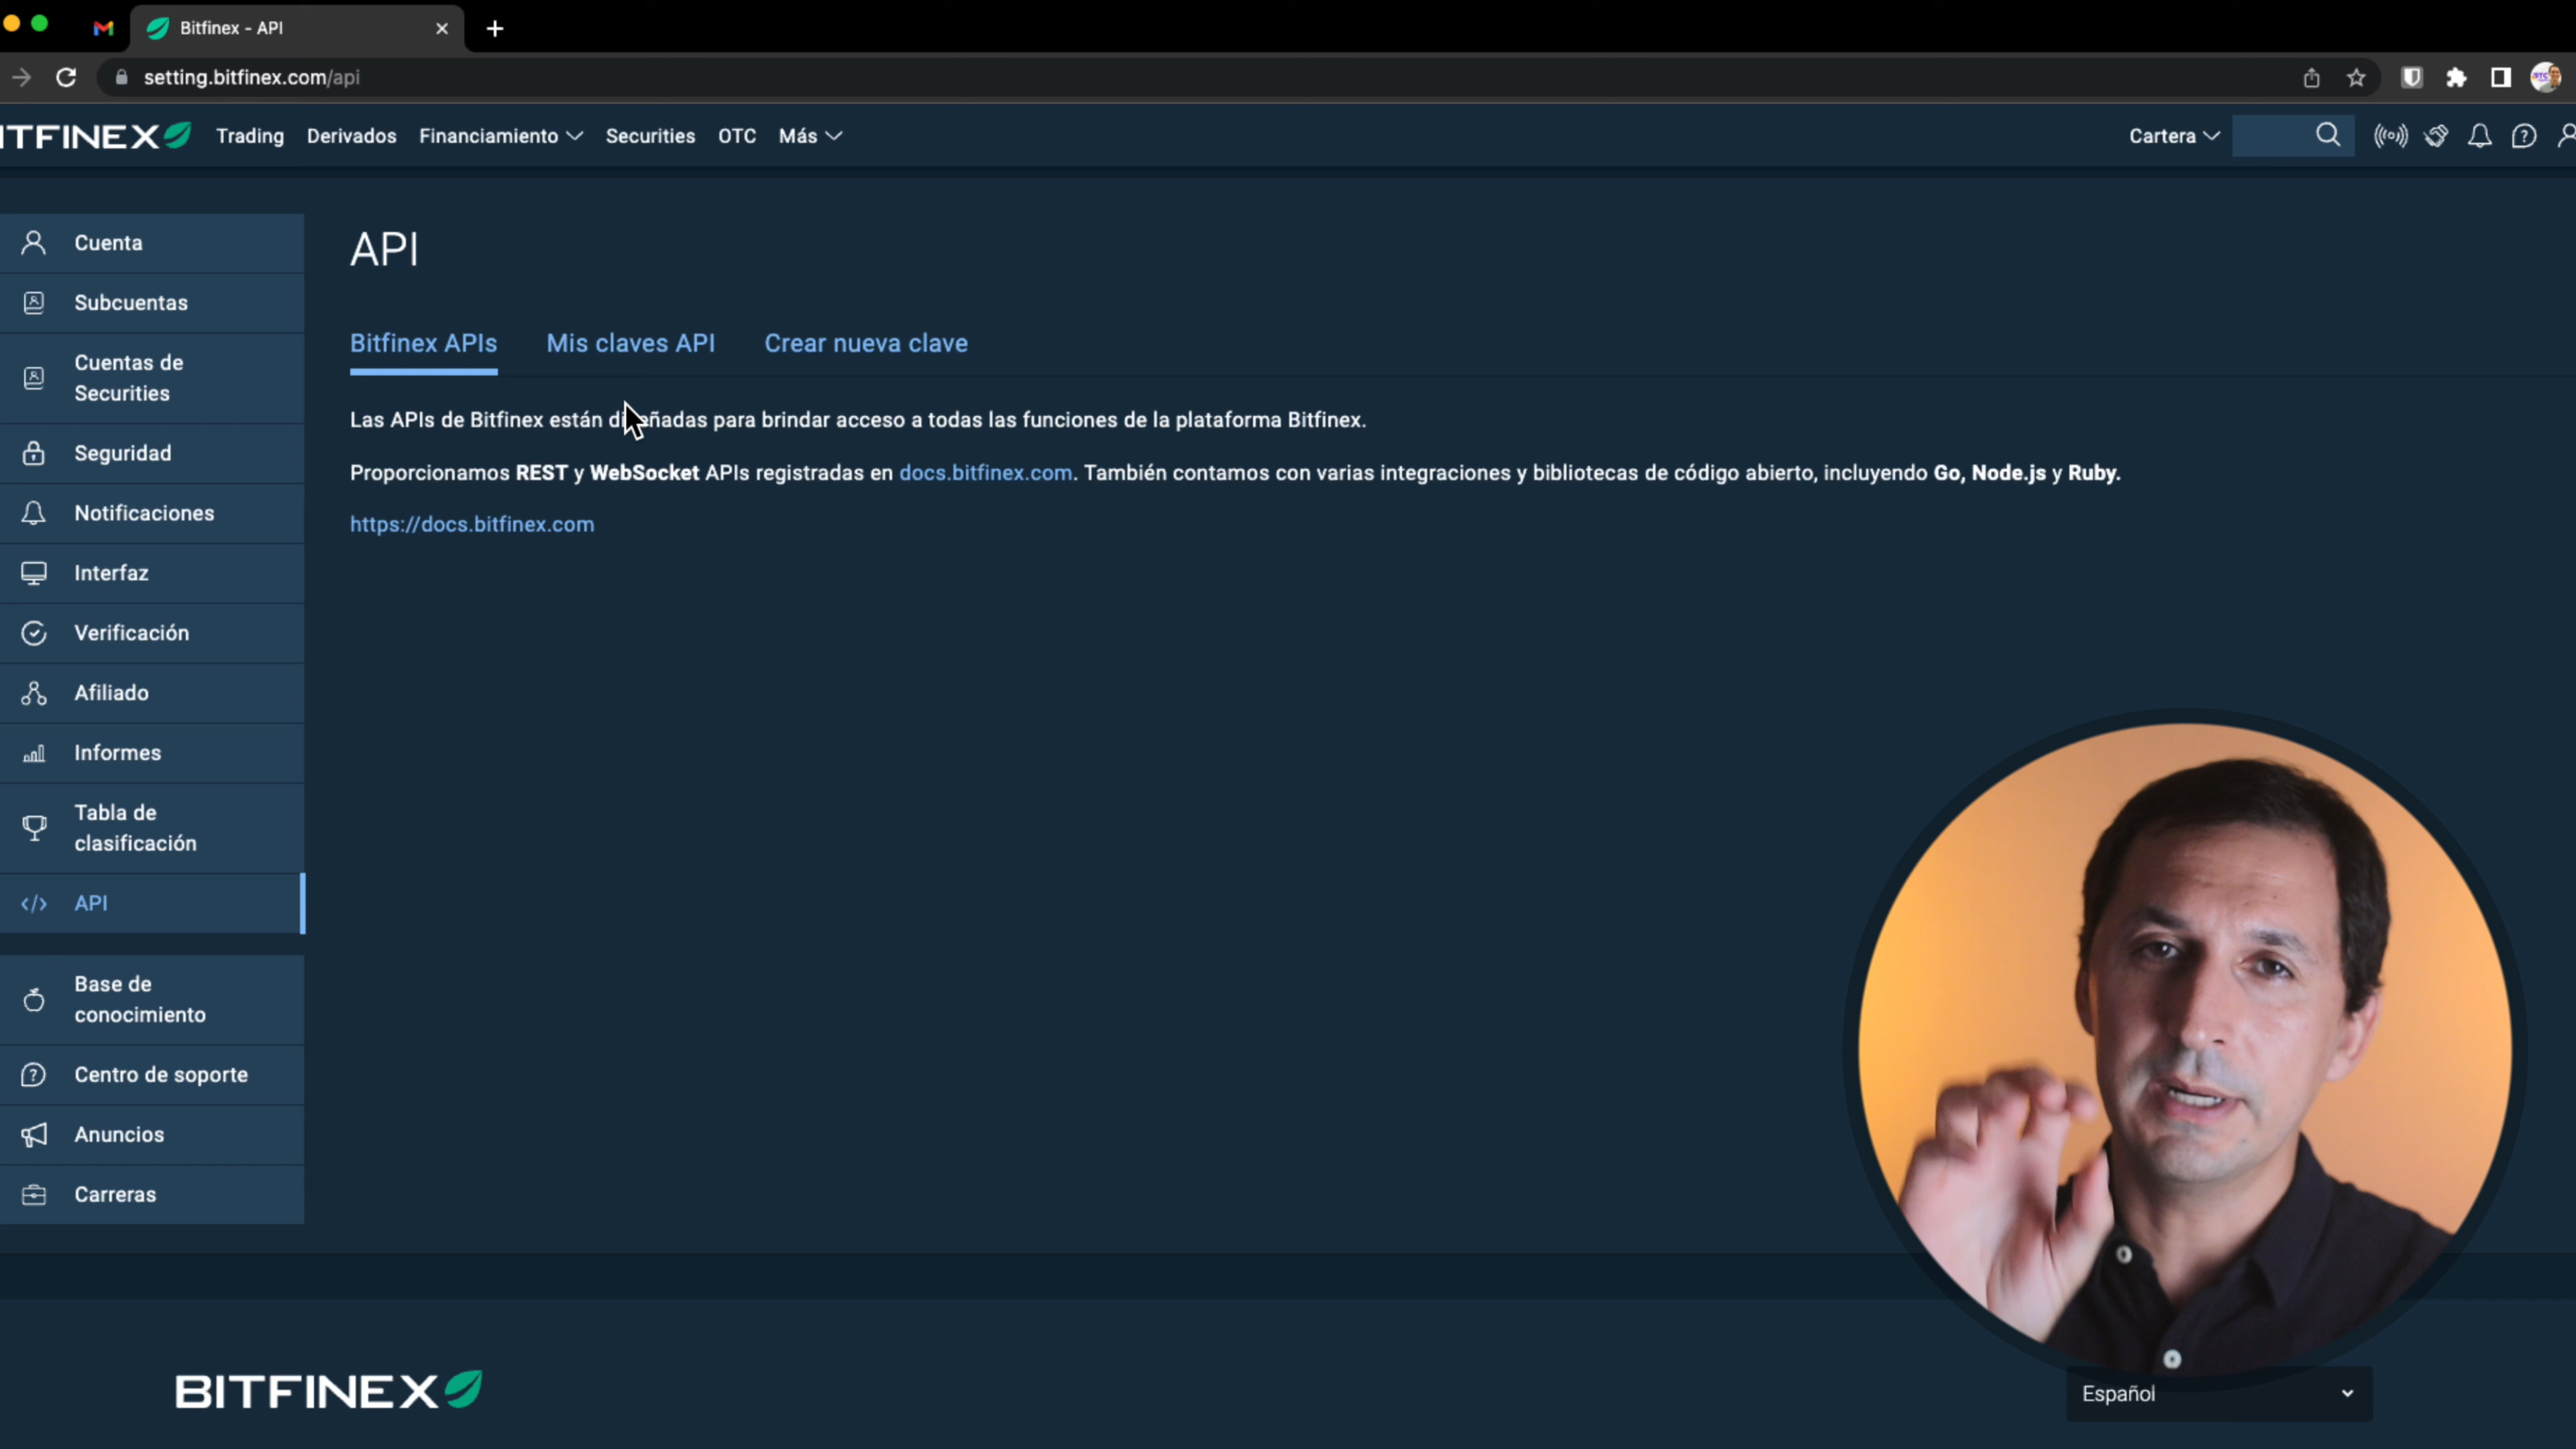 Bitfinex - API
setting.bitfinex.com/api
ITFINEX Trading Derivados Financiamiento Securities OTC Más Cartera
Cuenta
Subcuentas
Cuentas de
Securities
Seguridad
Notificaciones
Interfaz
Verificación
Afiliado
Informes
Tabla de
clasificación
API
Base de
conocimiento
Centro de soporte
Anuncios
Carreras
API
Bitfinex APIs Mis claves API Crear nueva clave
Las APIs de Bitfinex están diseñadas para brindar acceso a todas las funciones de la plataforma Bitfinex.
Proporcionamos REST y WebSocket APIs registradas en docs.bitfinex.com. También contamos con varias integraciones y bibliotecas de código abierto, incluyendo Go, Node.js y Ruby.
https://docs.bitfinex.com
BITFINEX
Español